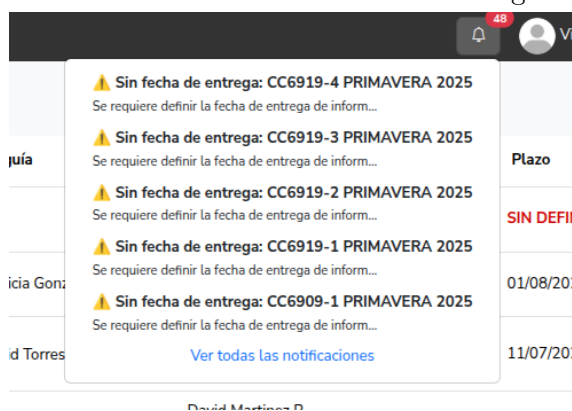 48
Vi
⚠ Sin fecha de entrega: CC6919-4 PRIMAVERA 2025
Se requiere definir la fecha de entrega de inform...
⚠ Sin fecha de entrega: CC6919-3 PRIMAVERA 2025
Se requiere definir la fecha de entrega de inform...
guía
Plazo
⚠ Sin fecha de entrega: CC6919-2 PRIMAVERA 2025
Se requiere definir la fecha de entrega de inform...
SIN DEFI
⚠ Sin fecha de entrega: CC6919-1 PRIMAVERA 2025
Se requiere definir la fecha de entrega de inform...
icia Gonz
01/08/20
⚠ Sin fecha de entrega: CC6909-1 PRIMAVERA 2025
Se requiere definir la fecha de entrega de inform...
id Torres
Ver todas las notificaciones
11/07/20